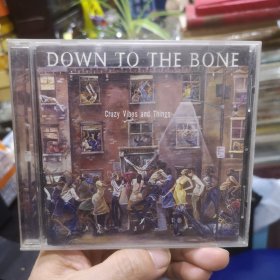 DOWN TO THE BONE
Crazy Vibes and Things